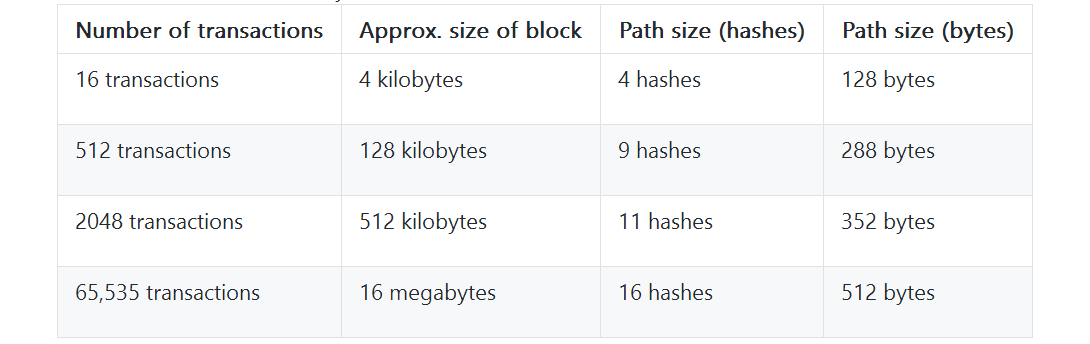 Number of transactions Approx. size of block Path size (hashes) Path size (bytes)
16 transactions 4 kilobytes 4 hashes 128 bytes
512 transactions 128 kilobytes 9 hashes 288 bytes
2048 transactions 512 kilobytes 11 hashes 352 bytes
65,535 transactions 16 megabytes 16 hashes 512 bytes